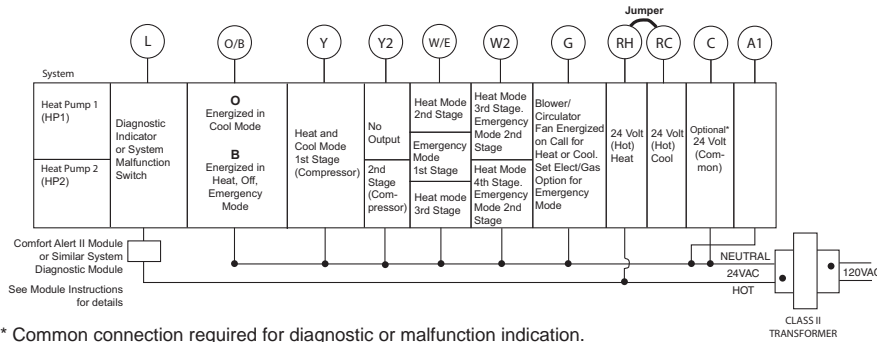 Jumper
L
O/B
Y
Y2
W/E
W2
G
RH
RC
C
A1
System
Heat Pump 1
(HP1)
Heat Pump 2
(HP2)
Diagnostic
Indicator
or System
Malfunction
Switch
O
Energized in
Cool Mode
B
Energized in
Heat, Off,
Emergency
Mode
Heat and
Cool Mode
1st Stage
(Compressor)
No
Output
2nd
Stage
(Com-
pressor)
Heat Mode
2nd Stage
Emergency
Mode
1st Stage
Heat mode
3rd Stage
Heat Mode
3rd Stage.
Emergency
Mode 2nd
Stage
Heat Mode
4th Stage.
Emergency
Mode 2nd
Stage
Blower/
Circulator
Fan Energized
on Call for
Heat or Cool.
Set Elect/Gas
Option for
Emergency
Mode
24 Volt
(Hot)
Heat
24 Volt
(Hot)
Cool
Optional*
24 Volt
(Com-
mon)
Comfort Alert II Module
or Similar System
Diagnostic Module
See Module Instructions
for details
NEUTRAL
24VAC
HOT
120VAC
CLASS II
TRANSFORMER
* Common connection required for diagnostic or malfunction indication.